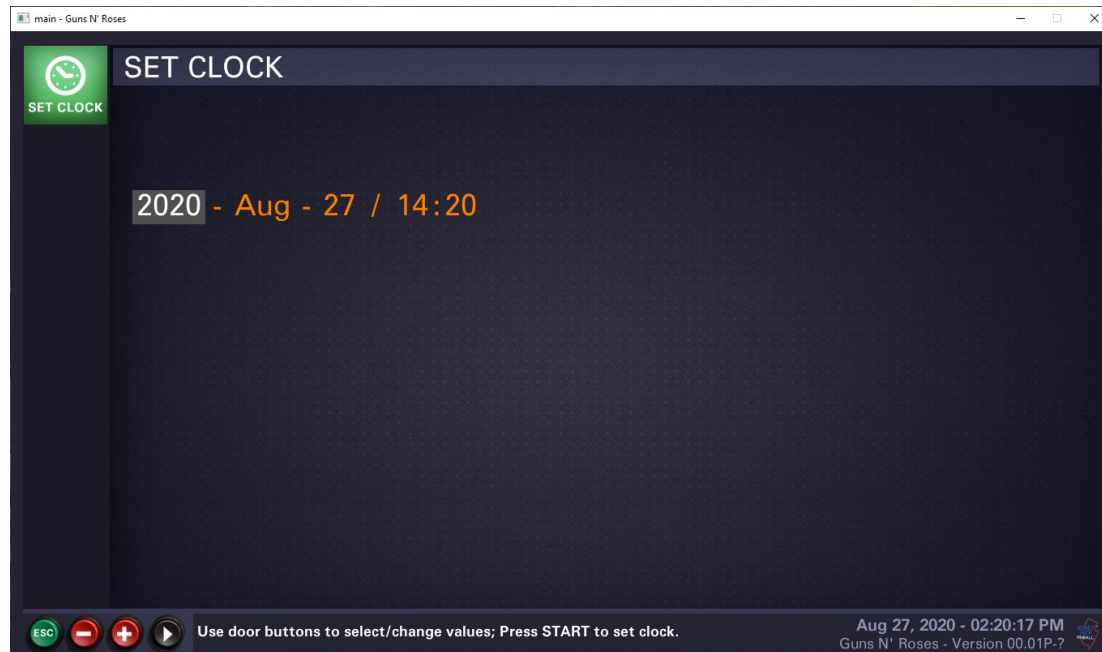 main - Guns N' Roses
SET CLOCK
SET CLOCK
2020 - Aug - 27 / 14:20
ESC
Use door buttons to select/change values; Press START to set clock.
Aug 27, 2020 - 02:20:17 PM
Guns N' Roses - Version 00.01P-?